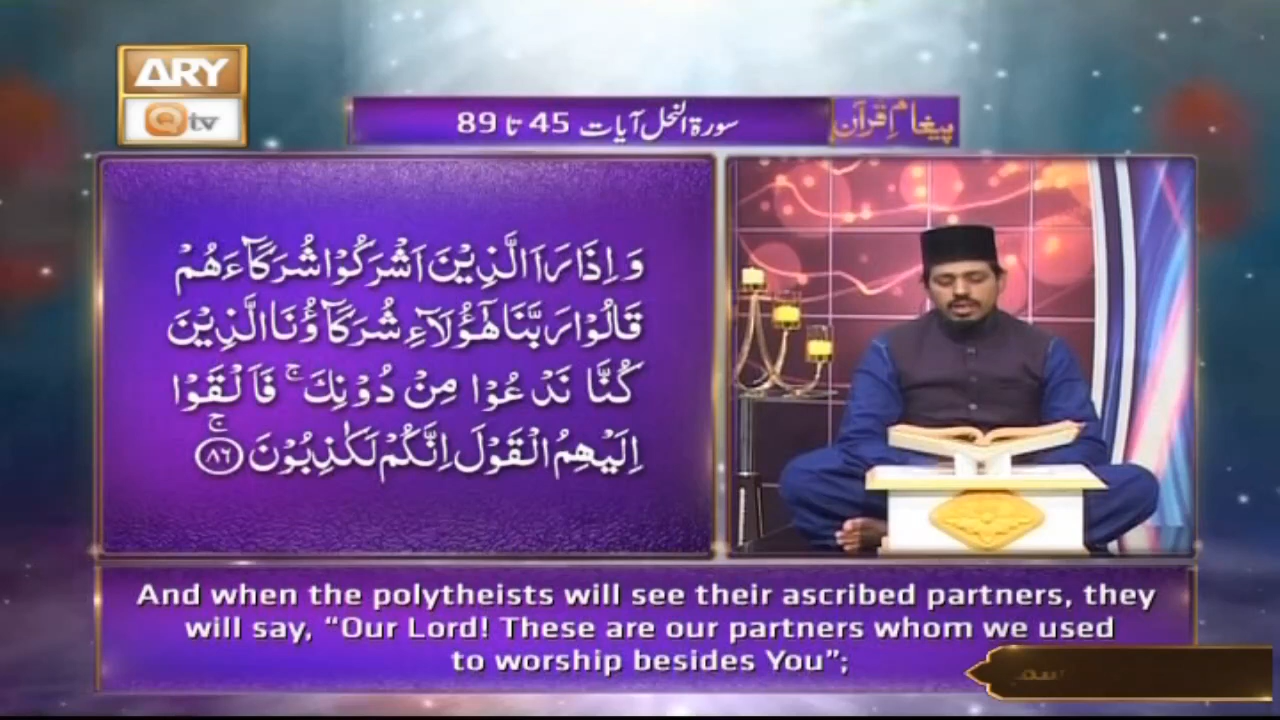 ARY
Qtv
سورۃ النحل آیات 45 تا 89
پیغامِ قرآن
وَ اِذَا رَاَ الَّذِیْنَ اَشْرَكُوْا شُرَكَآءَهُمْ
قَالُوْا رَبَّنَا هٰۤؤُلَآءِ شُرَكَآؤُنَا الَّذِیْنَ
كُنَّا نَدْعُوْا مِنْ دُوْنِكَ ۚ فَاَلْقَوْا
اِلَیْهِمُ الْقَوْلَ اِنَّكُمْ لَكٰذِبُوْنَ ۚ ﴿۸۶﴾
And when the polytheists will see their ascribed partners, they
will say, “Our Lord! These are our partners whom we used
to worship besides You”;